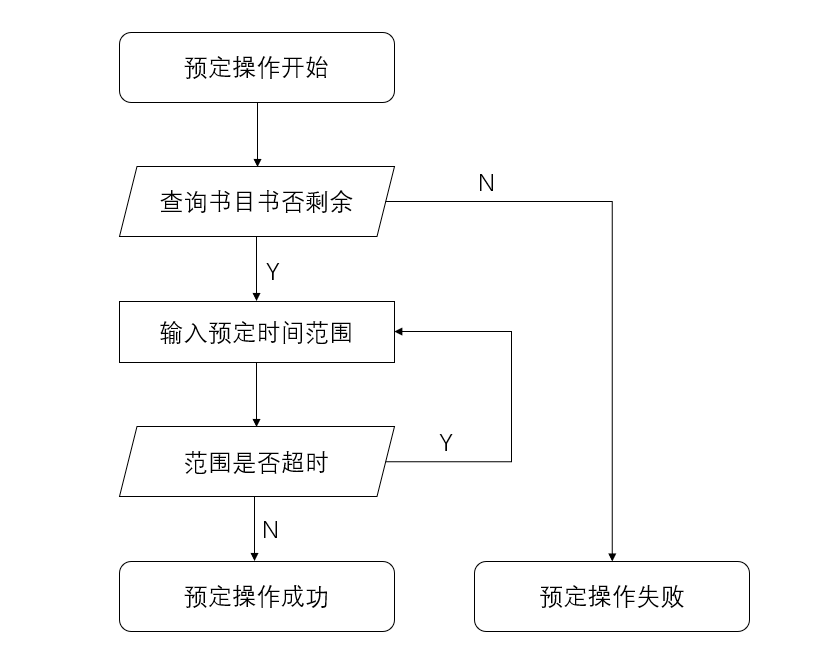 预定操作开始
查询书目书否剩余
N
Y
输入预定时间范围
范围是否超时
Y
N
预定操作成功
预定操作失败